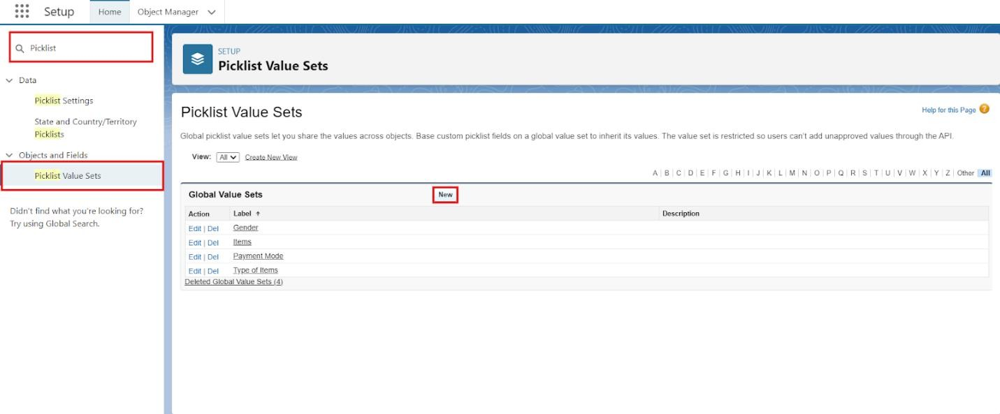 Setup
Home
Object Manager
Picklist
Data
Picklist Settings
State and Country/Territory
Picklists
Objects and Fields
Picklist Value Sets
Didn't find what you're looking for?
Try using Global Search.
SETUP
Picklist Value Sets
Picklist Value Sets
Help for this Page ?
Global picklist value sets let you share the values across objects. Base custom picklist fields on a global value set to inherit its values. The value set is restricted so users can't add unapproved values through the API.
View: All Create New View
A | B | C | D | E | F | G | H | I | J | K | L | M | N | O | P | Q | R | S | T | U | V | W | X | Y | Z | Other All
Global Value Sets New
Action Label ↑ Description
Edit | Del Gender
Edit | Del Items
Edit | Del Payment Mode
Edit | Del Type of Items
Deleted Global Value Sets (4)